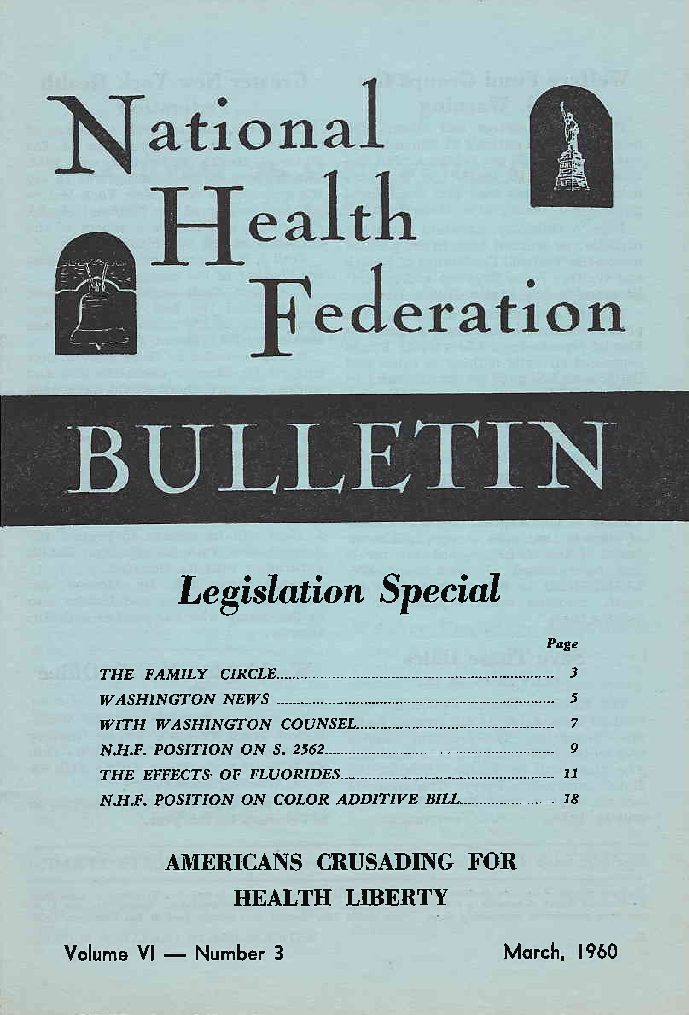 National
Health
Federation
BULLETIN
Legislation Special
Page
THE FAMILY CIRCLE 3
WASHINGTON NEWS 5
WITH WASHINGTON COUNSEL 7
N.H.F. POSITION ON S. 2562 9
THE EFFECTS OF FLUORIDES 11
N.H.F. POSITION ON COLOR ADDITIVE BILL 18
AMERICANS CRUSADING FOR
HEALTH LIBERTY
Volume VI — Number 3 March, 1960